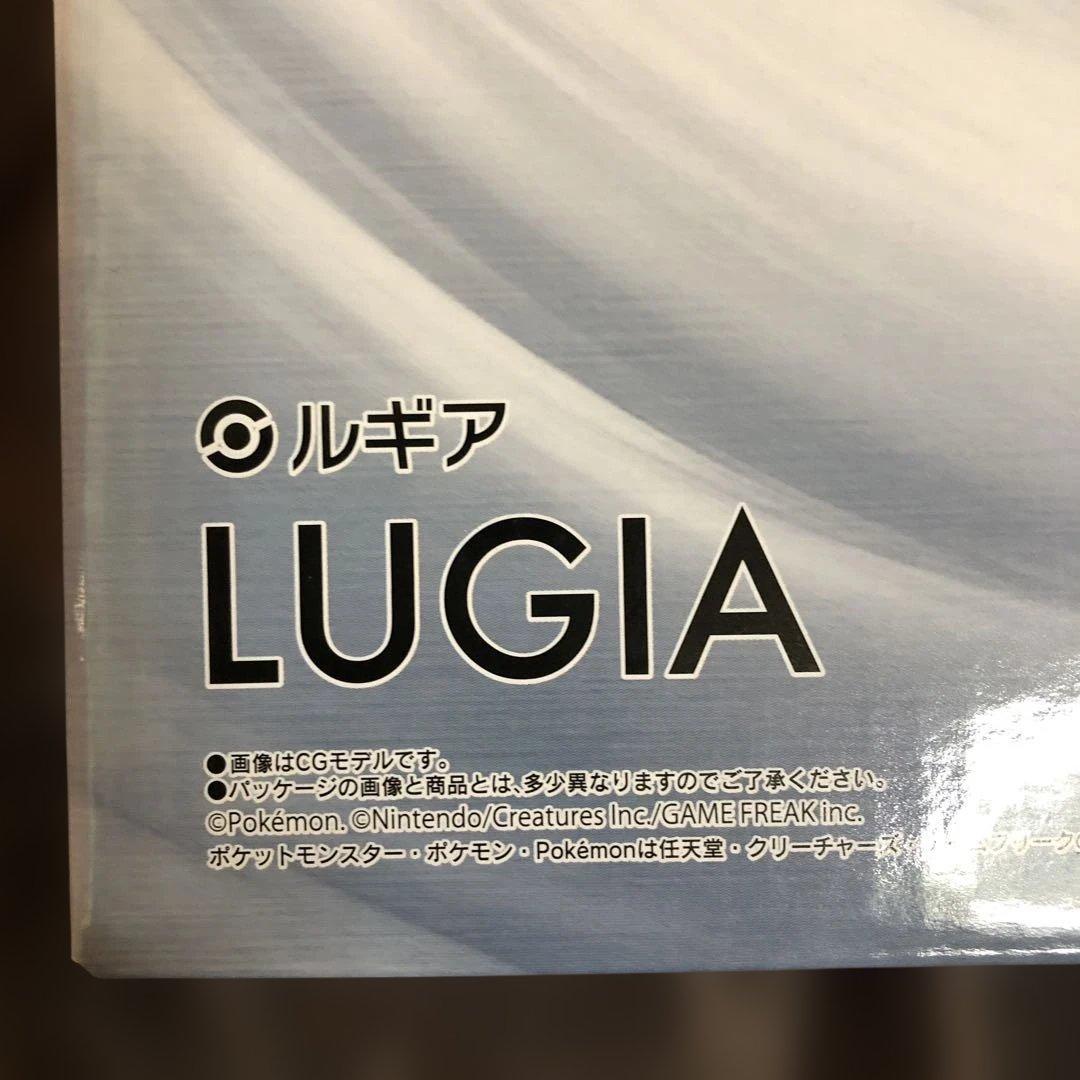 ルギア
LUGIA
●画像はCGモデルです。
●パッケージの画像と商品とは、多少異なりますのでご了承ください。
©Pokémon. ©Nintendo/Creatures Inc./GAME FREAK inc.
ポケットモンスター・ポケモン・Pokémonは任天堂・クリーチャーズ